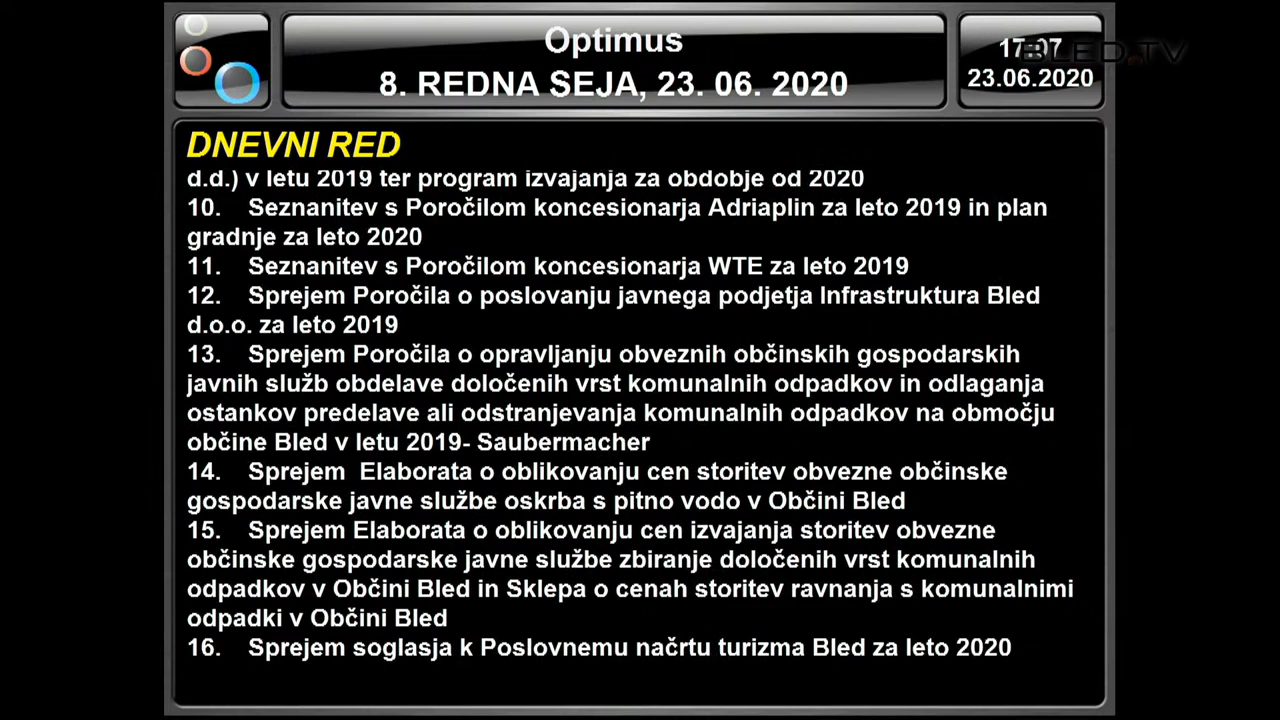 Optimus
8. REDNA SEJA, 23. 06. 2020
17:07
23.06.2020
BLED.TV
DNEVNI RED
d.d.) v letu 2019 ter program izvajanja za obdobje od 2020
10. Seznanitev s Poročilom koncesionarja Adriaplin za leto 2019 in plan
gradnje za leto 2020
11. Seznanitev s Poročilom koncesionarja WTE za leto 2019
12. Sprejem Poročila o poslovanju javnega podjetja Infrastruktura Bled
d.o.o. za leto 2019
13. Sprejem Poročila o opravljanju obveznih občinskih gospodarskih
javnih služb obdelave določenih vrst komunalnih odpadkov in odlaganja
ostankov predelave ali odstranjevanja komunalnih odpadkov na območju
občine Bled v letu 2019- Saubermacher
14. Sprejem Elaborata o oblikovanju cen storitev obvezne občinske
gospodarske javne službe oskrba s pitno vodo v Občini Bled
15. Sprejem Elaborata o oblikovanju cen izvajanja storitev obvezne
občinske gospodarske javne službe zbiranje določenih vrst komunalnih
odpadkov v Občini Bled in Sklepa o cenah storitev ravnanja s komunalnimi
odpadki v Občini Bled
16. Sprejem soglasja k Poslovnemu načrtu turizma Bled za leto 2020